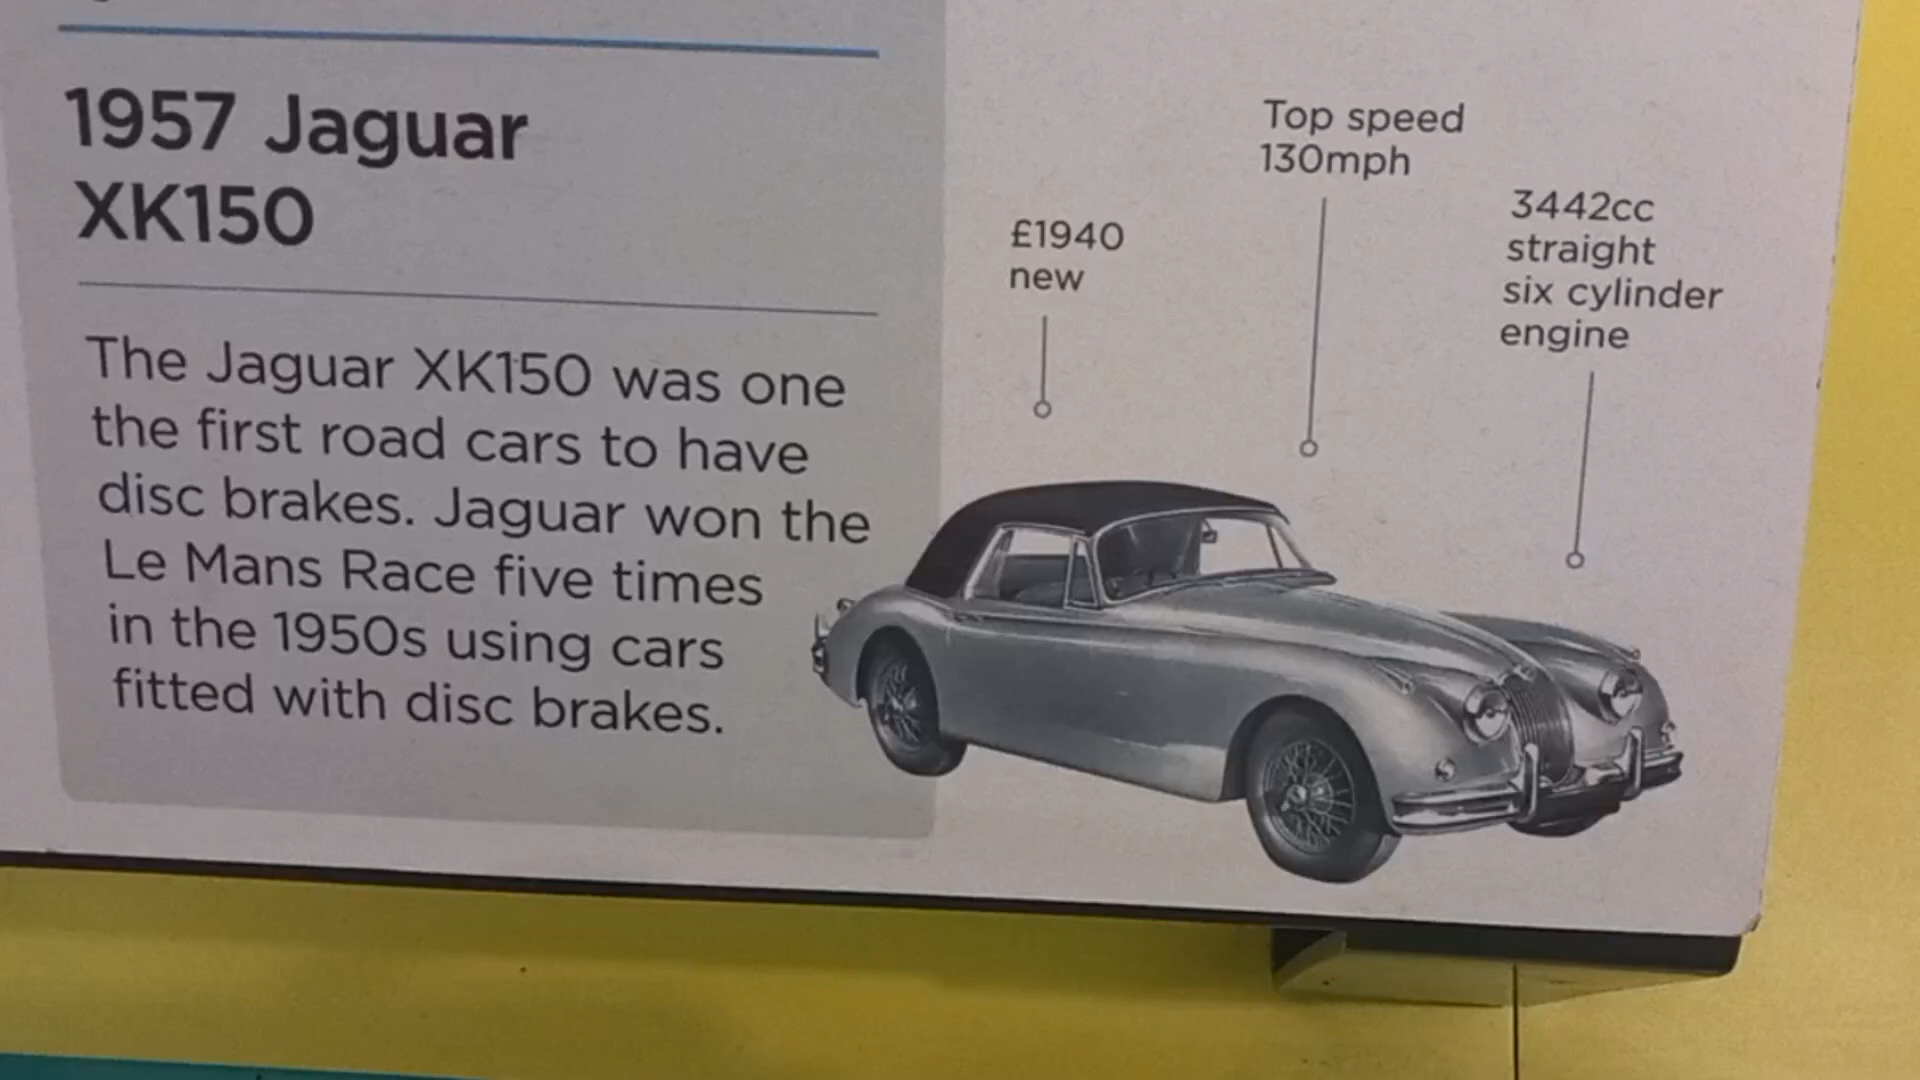 1957 Jaguar
XK150
The Jaguar XK150 was one
the first road cars to have
disc brakes. Jaguar won the
Le Mans Race five times
in the 1950s using cars
fitted with disc brakes.
£1940
new
Top speed
130mph
3442cc
straight
six cylinder
engine